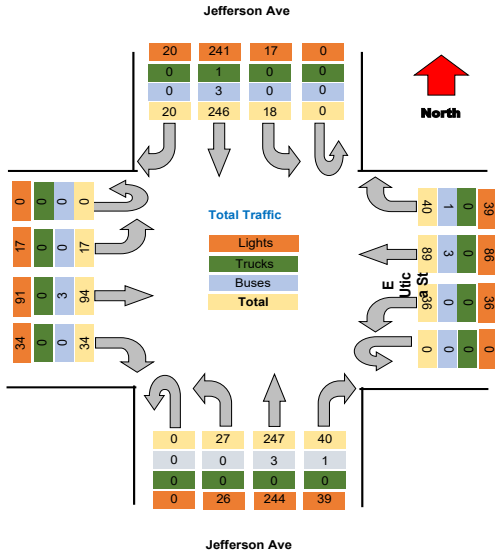 Jefferson Ave
20 241 17 0
0 1 0 0
0 3 0 0
20 246 18 0
North
0 0 0 0
17 0 0 17
91 0 3 94
34 0 0 34
Total Traffic
Lights
Trucks
Buses
Total
40 1 0 39
89 3 0 86
E
Utic
a St
36 0 0 36
0 0 0 0
0 27 247 40
0 0 3 1
0 0 0 0
0 26 244 39
Jefferson Ave